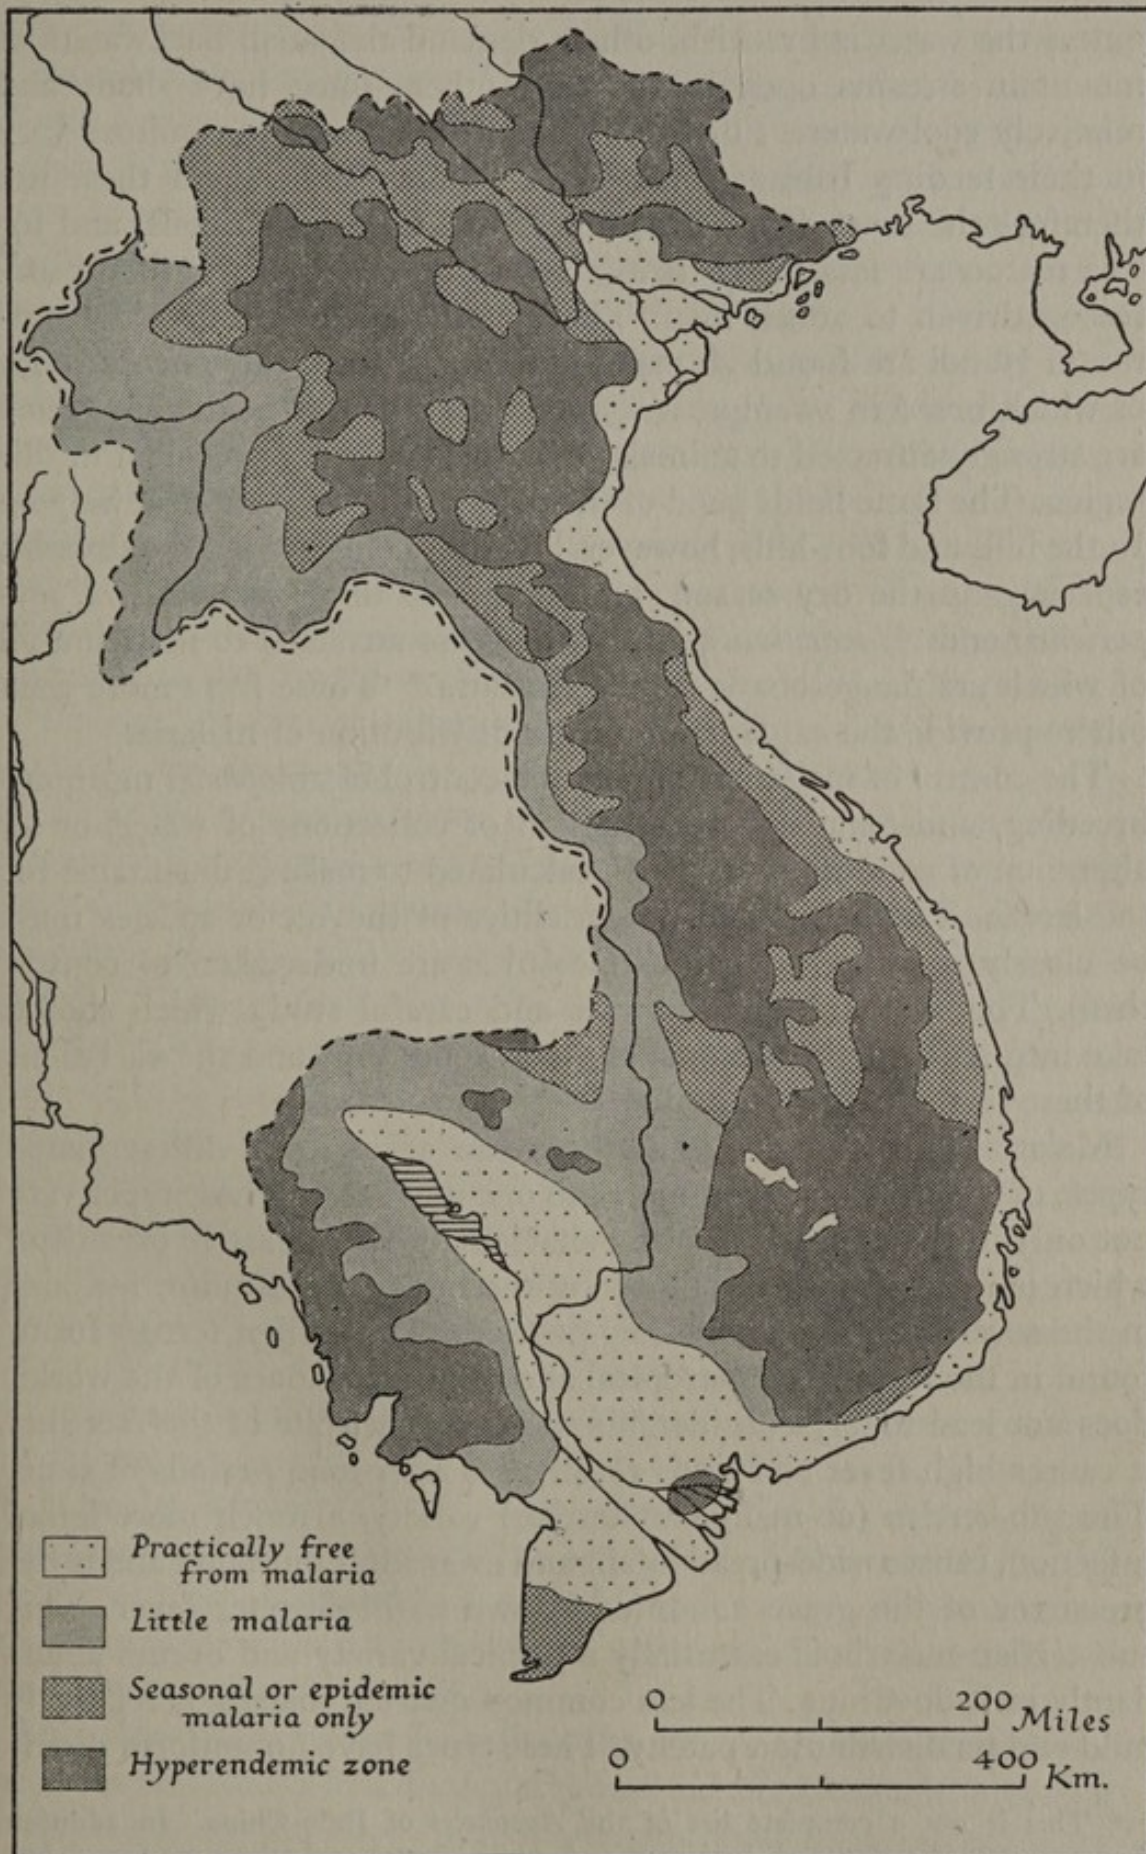 Practically free
from malaria
Little malaria
Seasonal or epidemic
malaria only
Hyperendemic zone
0 200 Miles
0 400 Km.